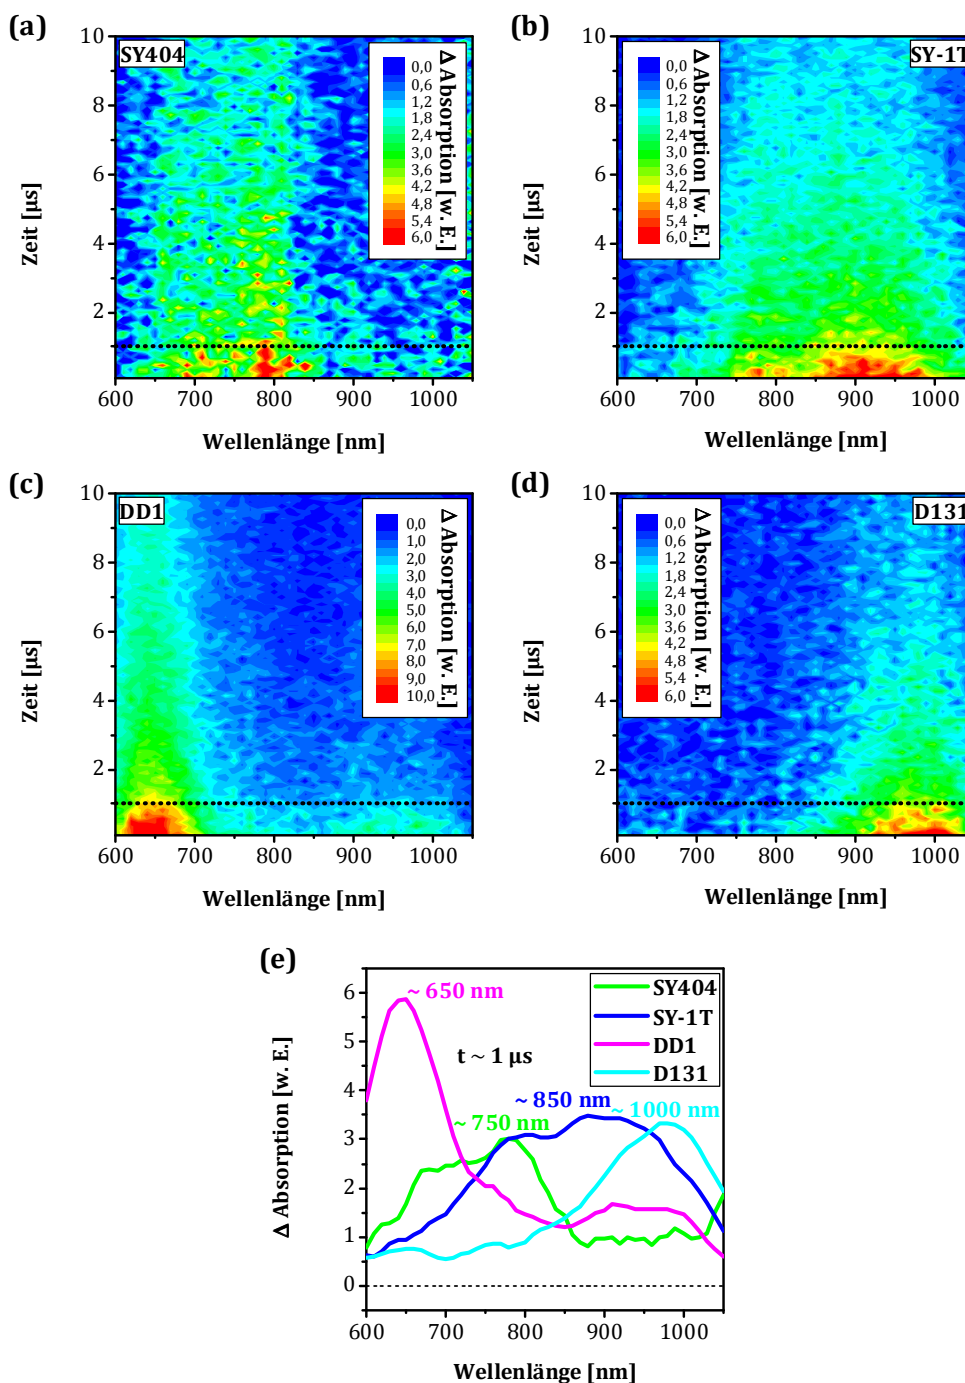 (a)
SY404
Δ Absorption [w. E.]
0,0
0,6
1,2
1,8
2,4
3,0
3,6
4,2
4,8
5,4
6,0
Zeit [µs]
10
8
6
4
2
600 700 800 900 1000
Wellenlänge [nm]
(b)
SY-1T
Δ Absorption [w. E.]
0,0
0,6
1,2
1,8
2,4
3,0
3,6
4,2
4,8
5,4
6,0
Zeit [µs]
10
8
6
4
2
600 700 800 900 1000
Wellenlänge [nm]
(c)
DD1
Δ Absorption [w. E.]
0,0
1,0
2,0
3,0
4,0
5,0
6,0
7,0
8,0
9,0
10,0
Zeit [µs]
10
8
6
4
2
600 700 800 900 1000
Wellenlänge [nm]
(d)
D131
Δ Absorption [w. E.]
0,0
0,6
1,2
1,8
2,4
3,0
3,6
4,2
4,8
5,4
6,0
Zeit [µs]
10
8
6
4
2
600 700 800 900 1000
Wellenlänge [nm]
(e)
SY404
SY-1T
DD1
D131
~ 650 nm
t ~ 1 µs
~ 850 nm
~ 1000 nm
~ 750 nm
Δ Absorption [w. E.]
6
5
4
3
2
1
0
600 700 800 900 1000
Wellenlänge [nm]